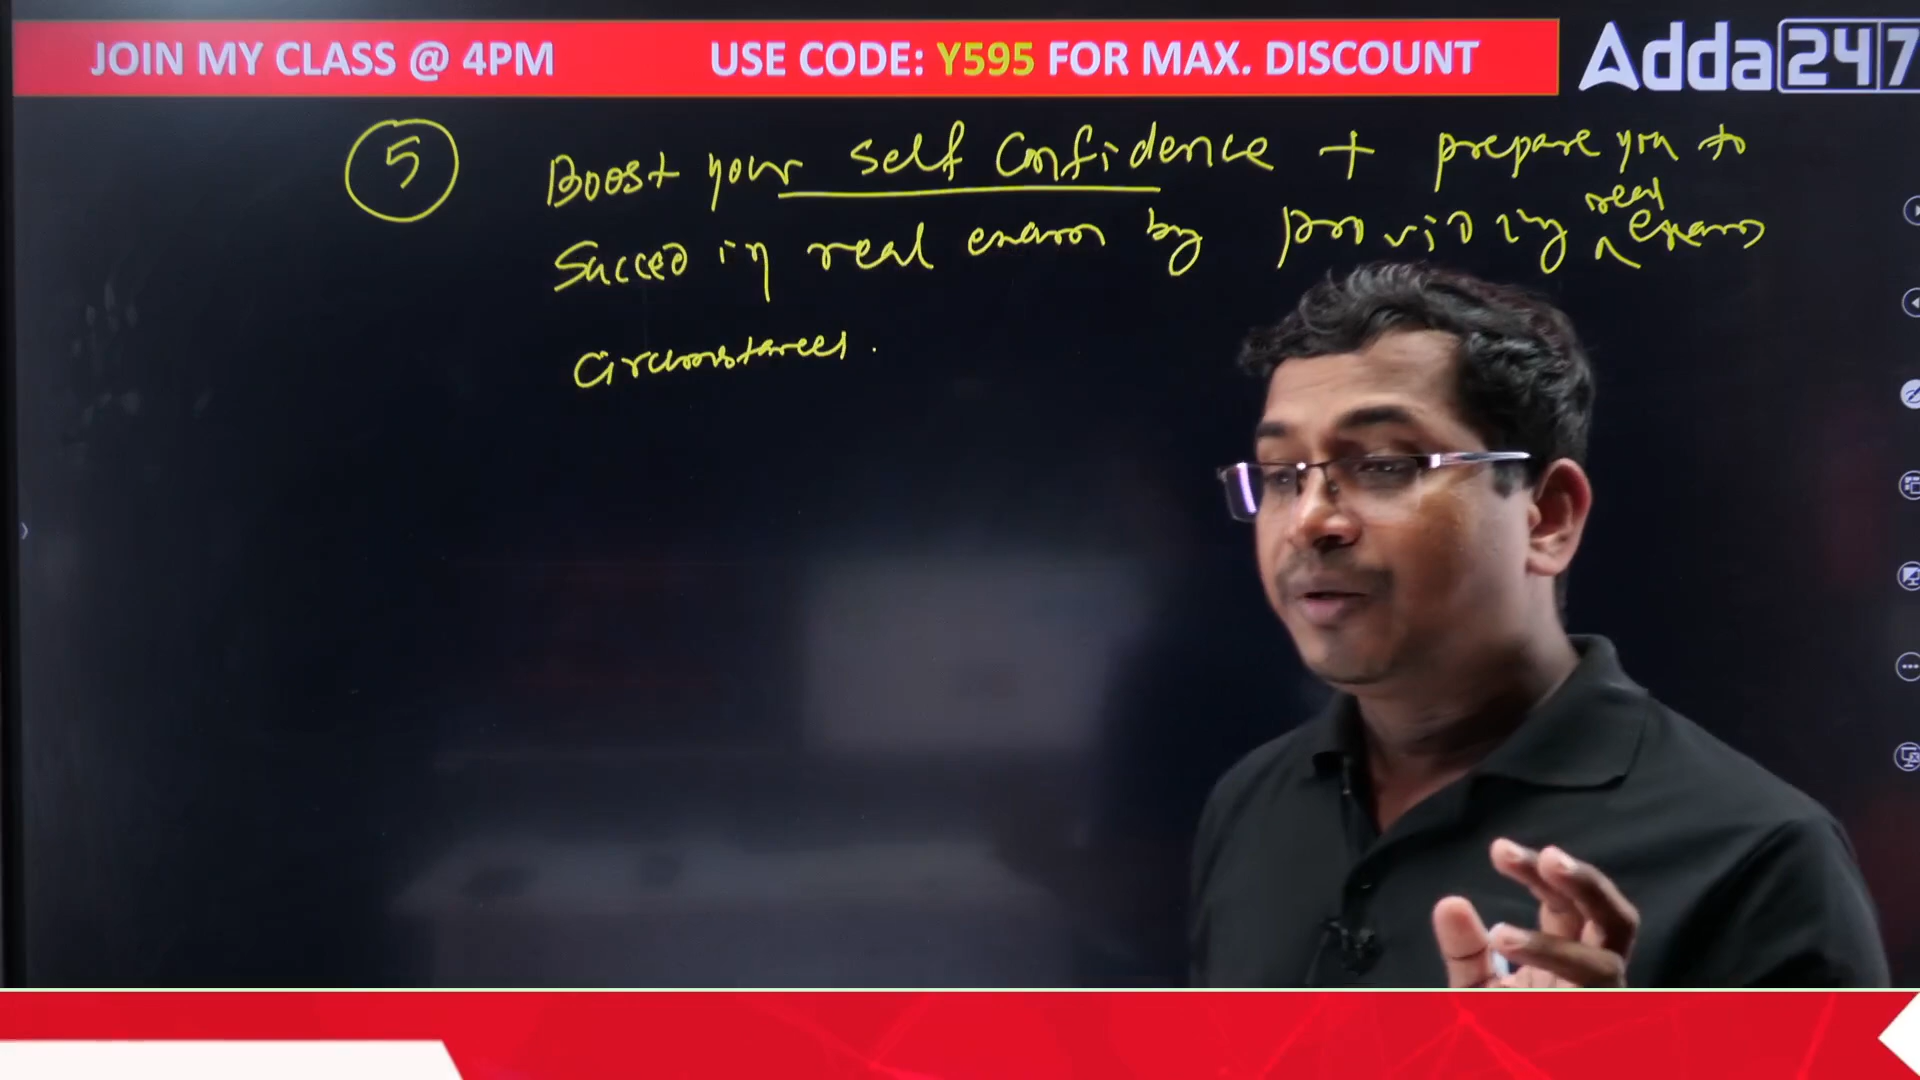 JOIN MY CLASS @ 4PM USE CODE: Y595 FOR MAX. DISCOUNT
Adda247
5 Boost your self Confidence + prepare you to
Succeed in real exam by providing real exams
Circumstances.